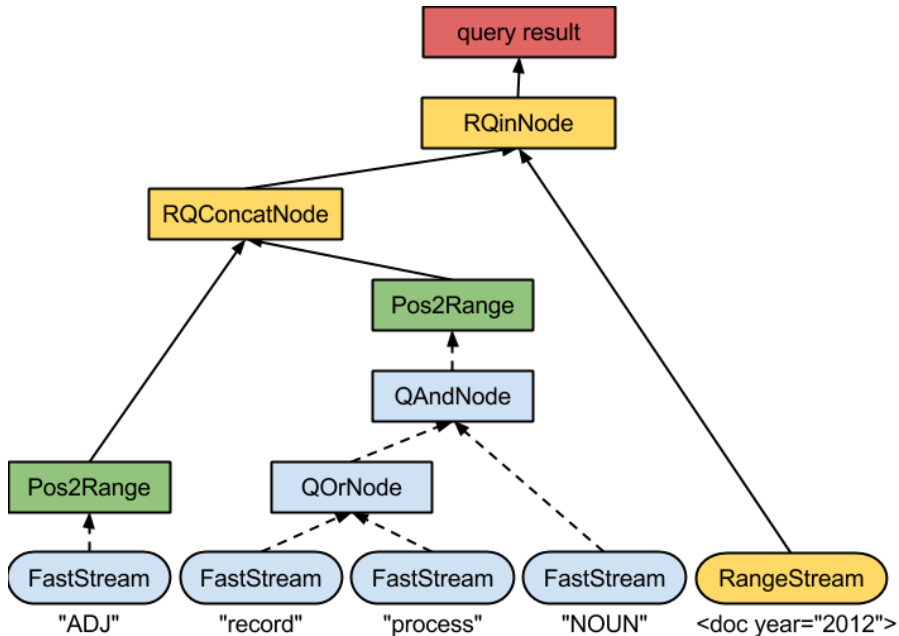 query result
RQinNode
RQConcatNode
Pos2Range
QAndNode
Pos2Range
QOrNode
FastStream
FastStream
FastStream
FastStream
RangeStream
"ADJ"
"record"
"process"
"NOUN"
<doc year="2012">